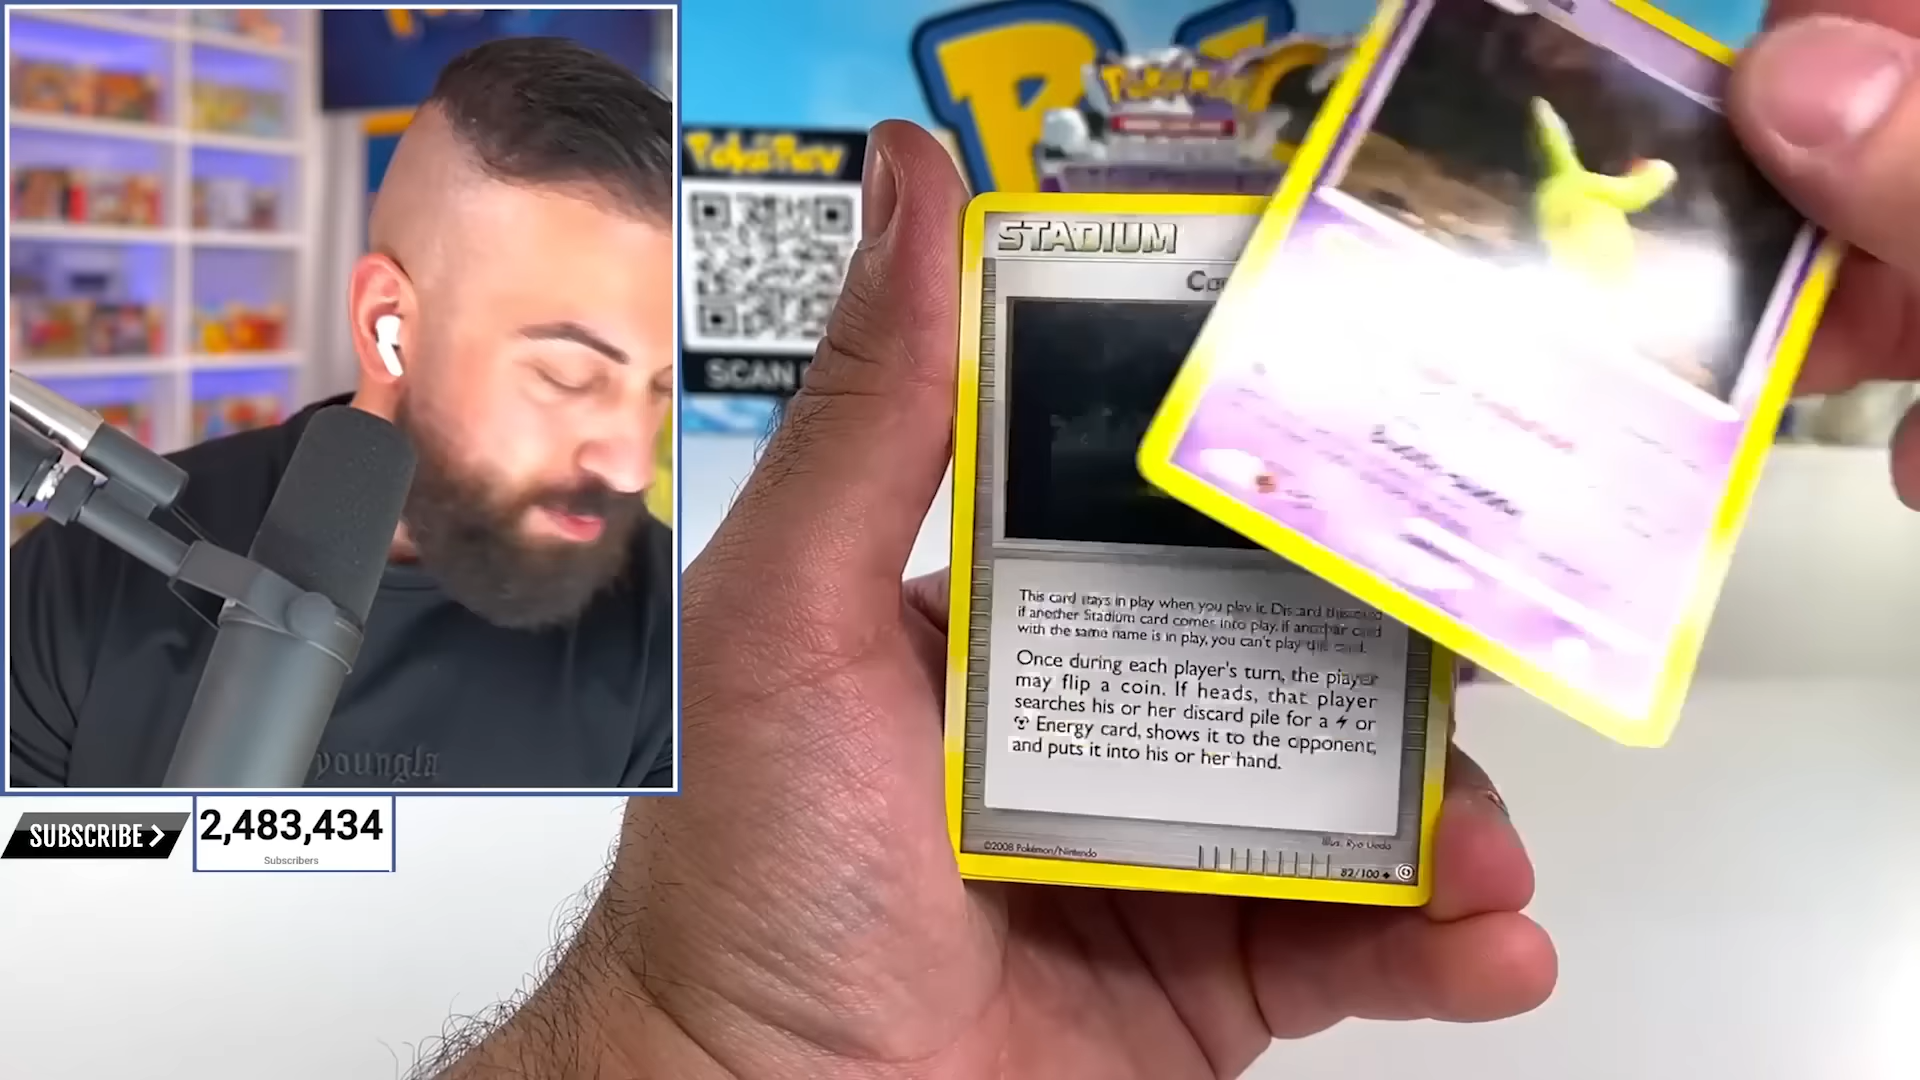 PokéRev
SCAN
Pokémon
STADIUM
This card stays in play when you play it. Discard this card
if another Stadium card comes into play. If another card
with the same name is in play, you can't play this card.
Once during each player's turn, the player
may flip a coin. If heads, that player
searches his or her discard pile for a or
Energy card, shows it to the opponent,
and puts it into his or her hand.
Illus. Ryo Ueda
©2008 Pokémon/Nintendo
82/100
youngla
SUBSCRIBE >
2,483,434
Subscribers